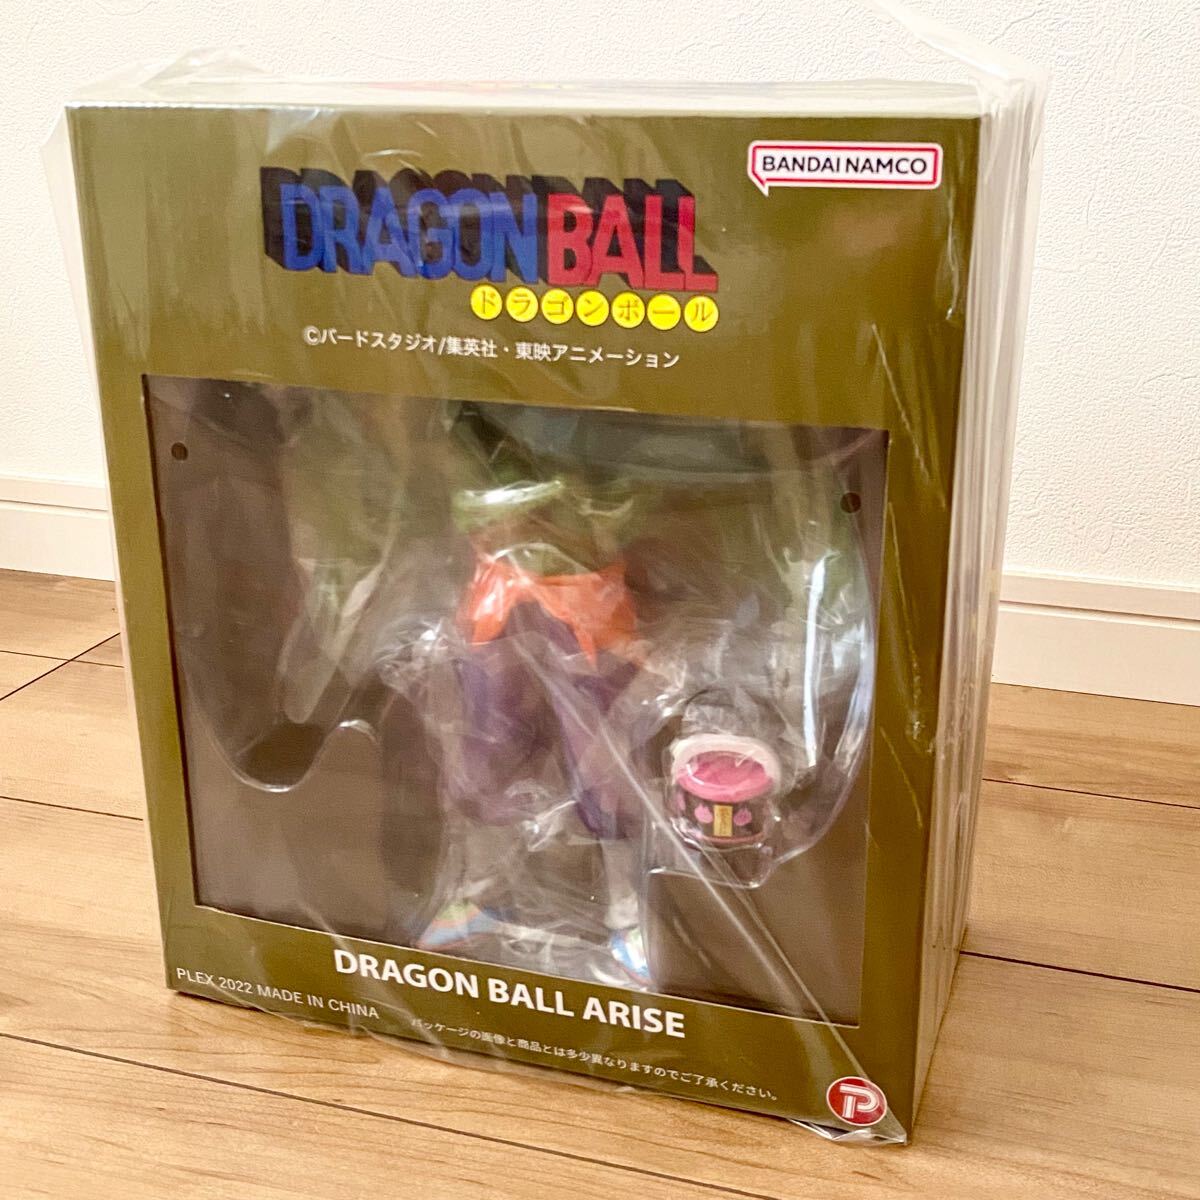 BANDAI NAMCO
DRAGON BALL
ドラゴンボール
©バードスタジオ/集英社・東映アニメーション
DRAGON BALL ARISE
PLEX 2022 MADE IN CHINA
パッケージの画像と商品とは多少異なりますのでご了承ください。